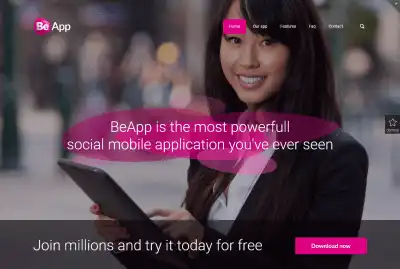 Be App
Home Our app Features Faq Contact
BeApp is the most powerfull
social mobile application you've ever seen
Join millions and try it today for free
Download now